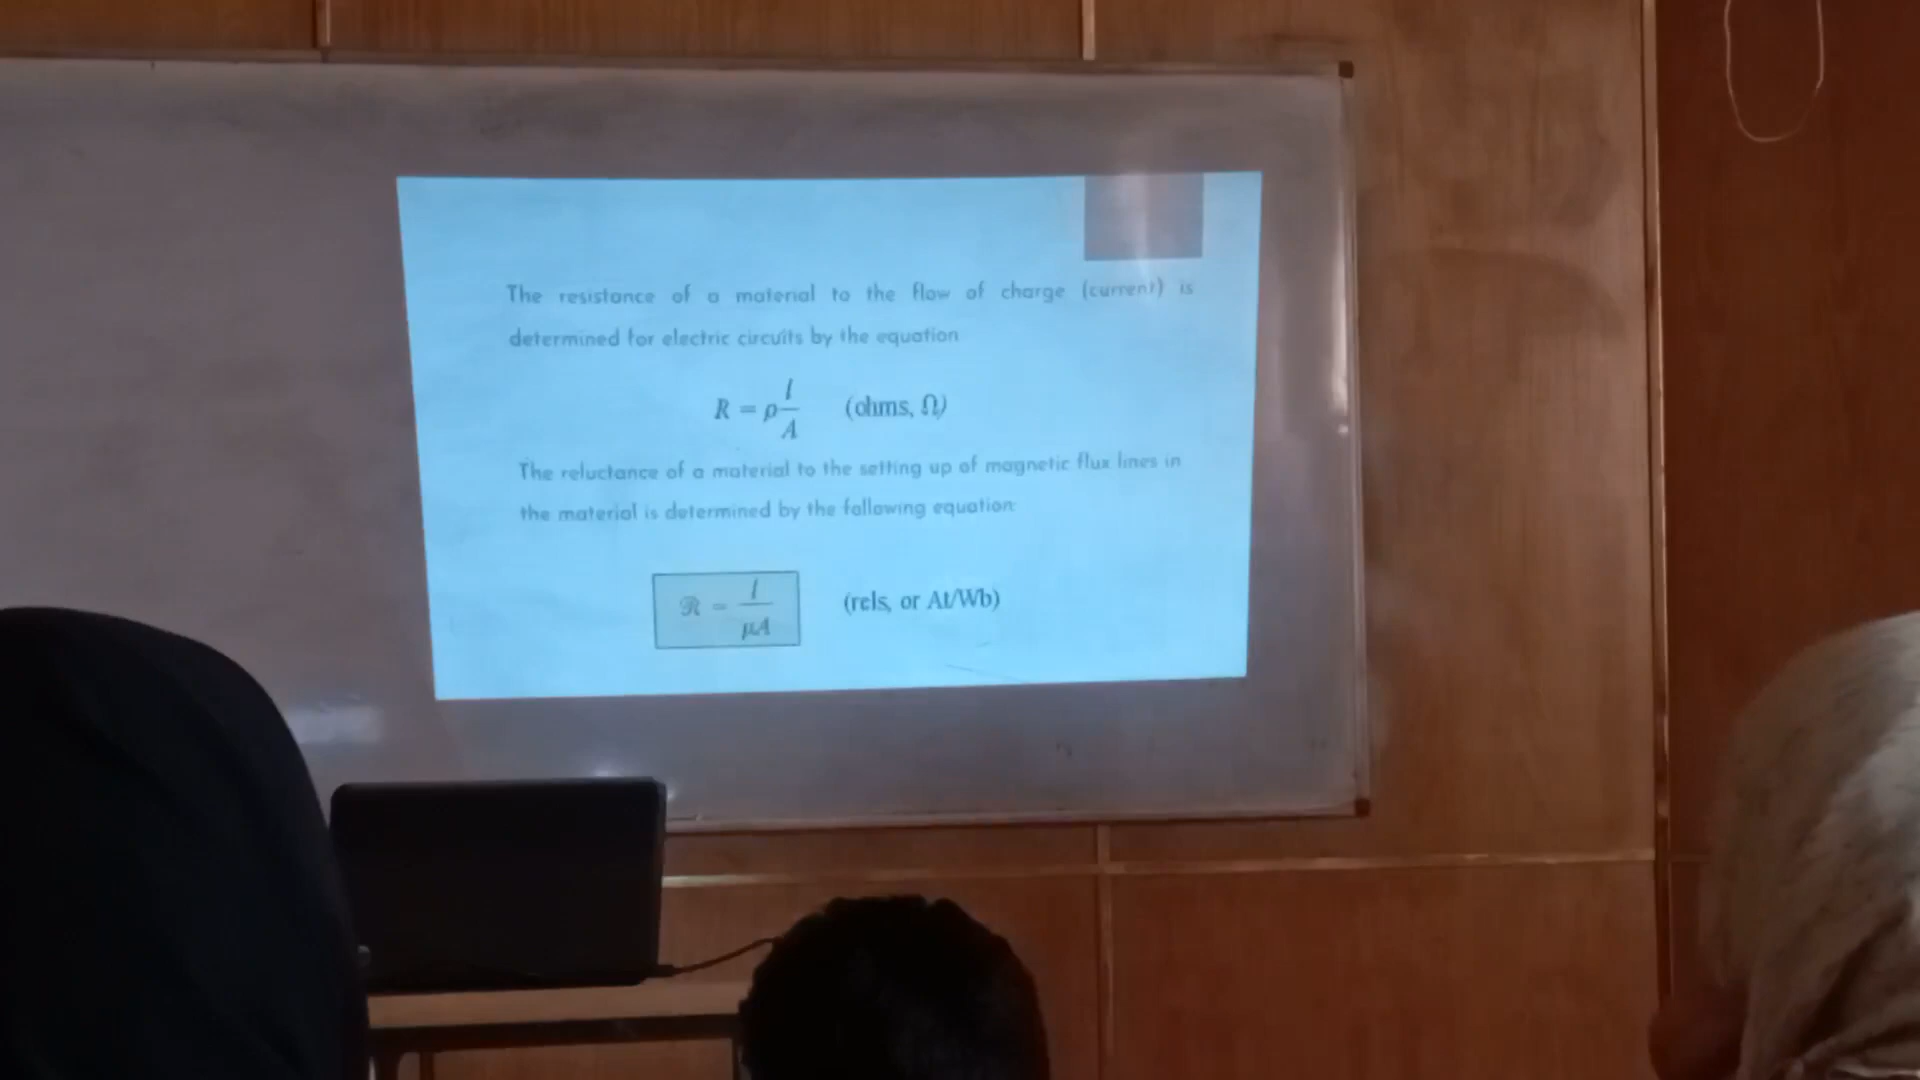 The resistance of a material to the flow of charge (current) is
determined for electric circuits by the equation
R = ρ l/A (ohms, Ω)
The reluctance of a material to the setting up of magnetic flux lines in
the material is determined by the following equation:
ℛ = l/μA (rels, or At/Wb)